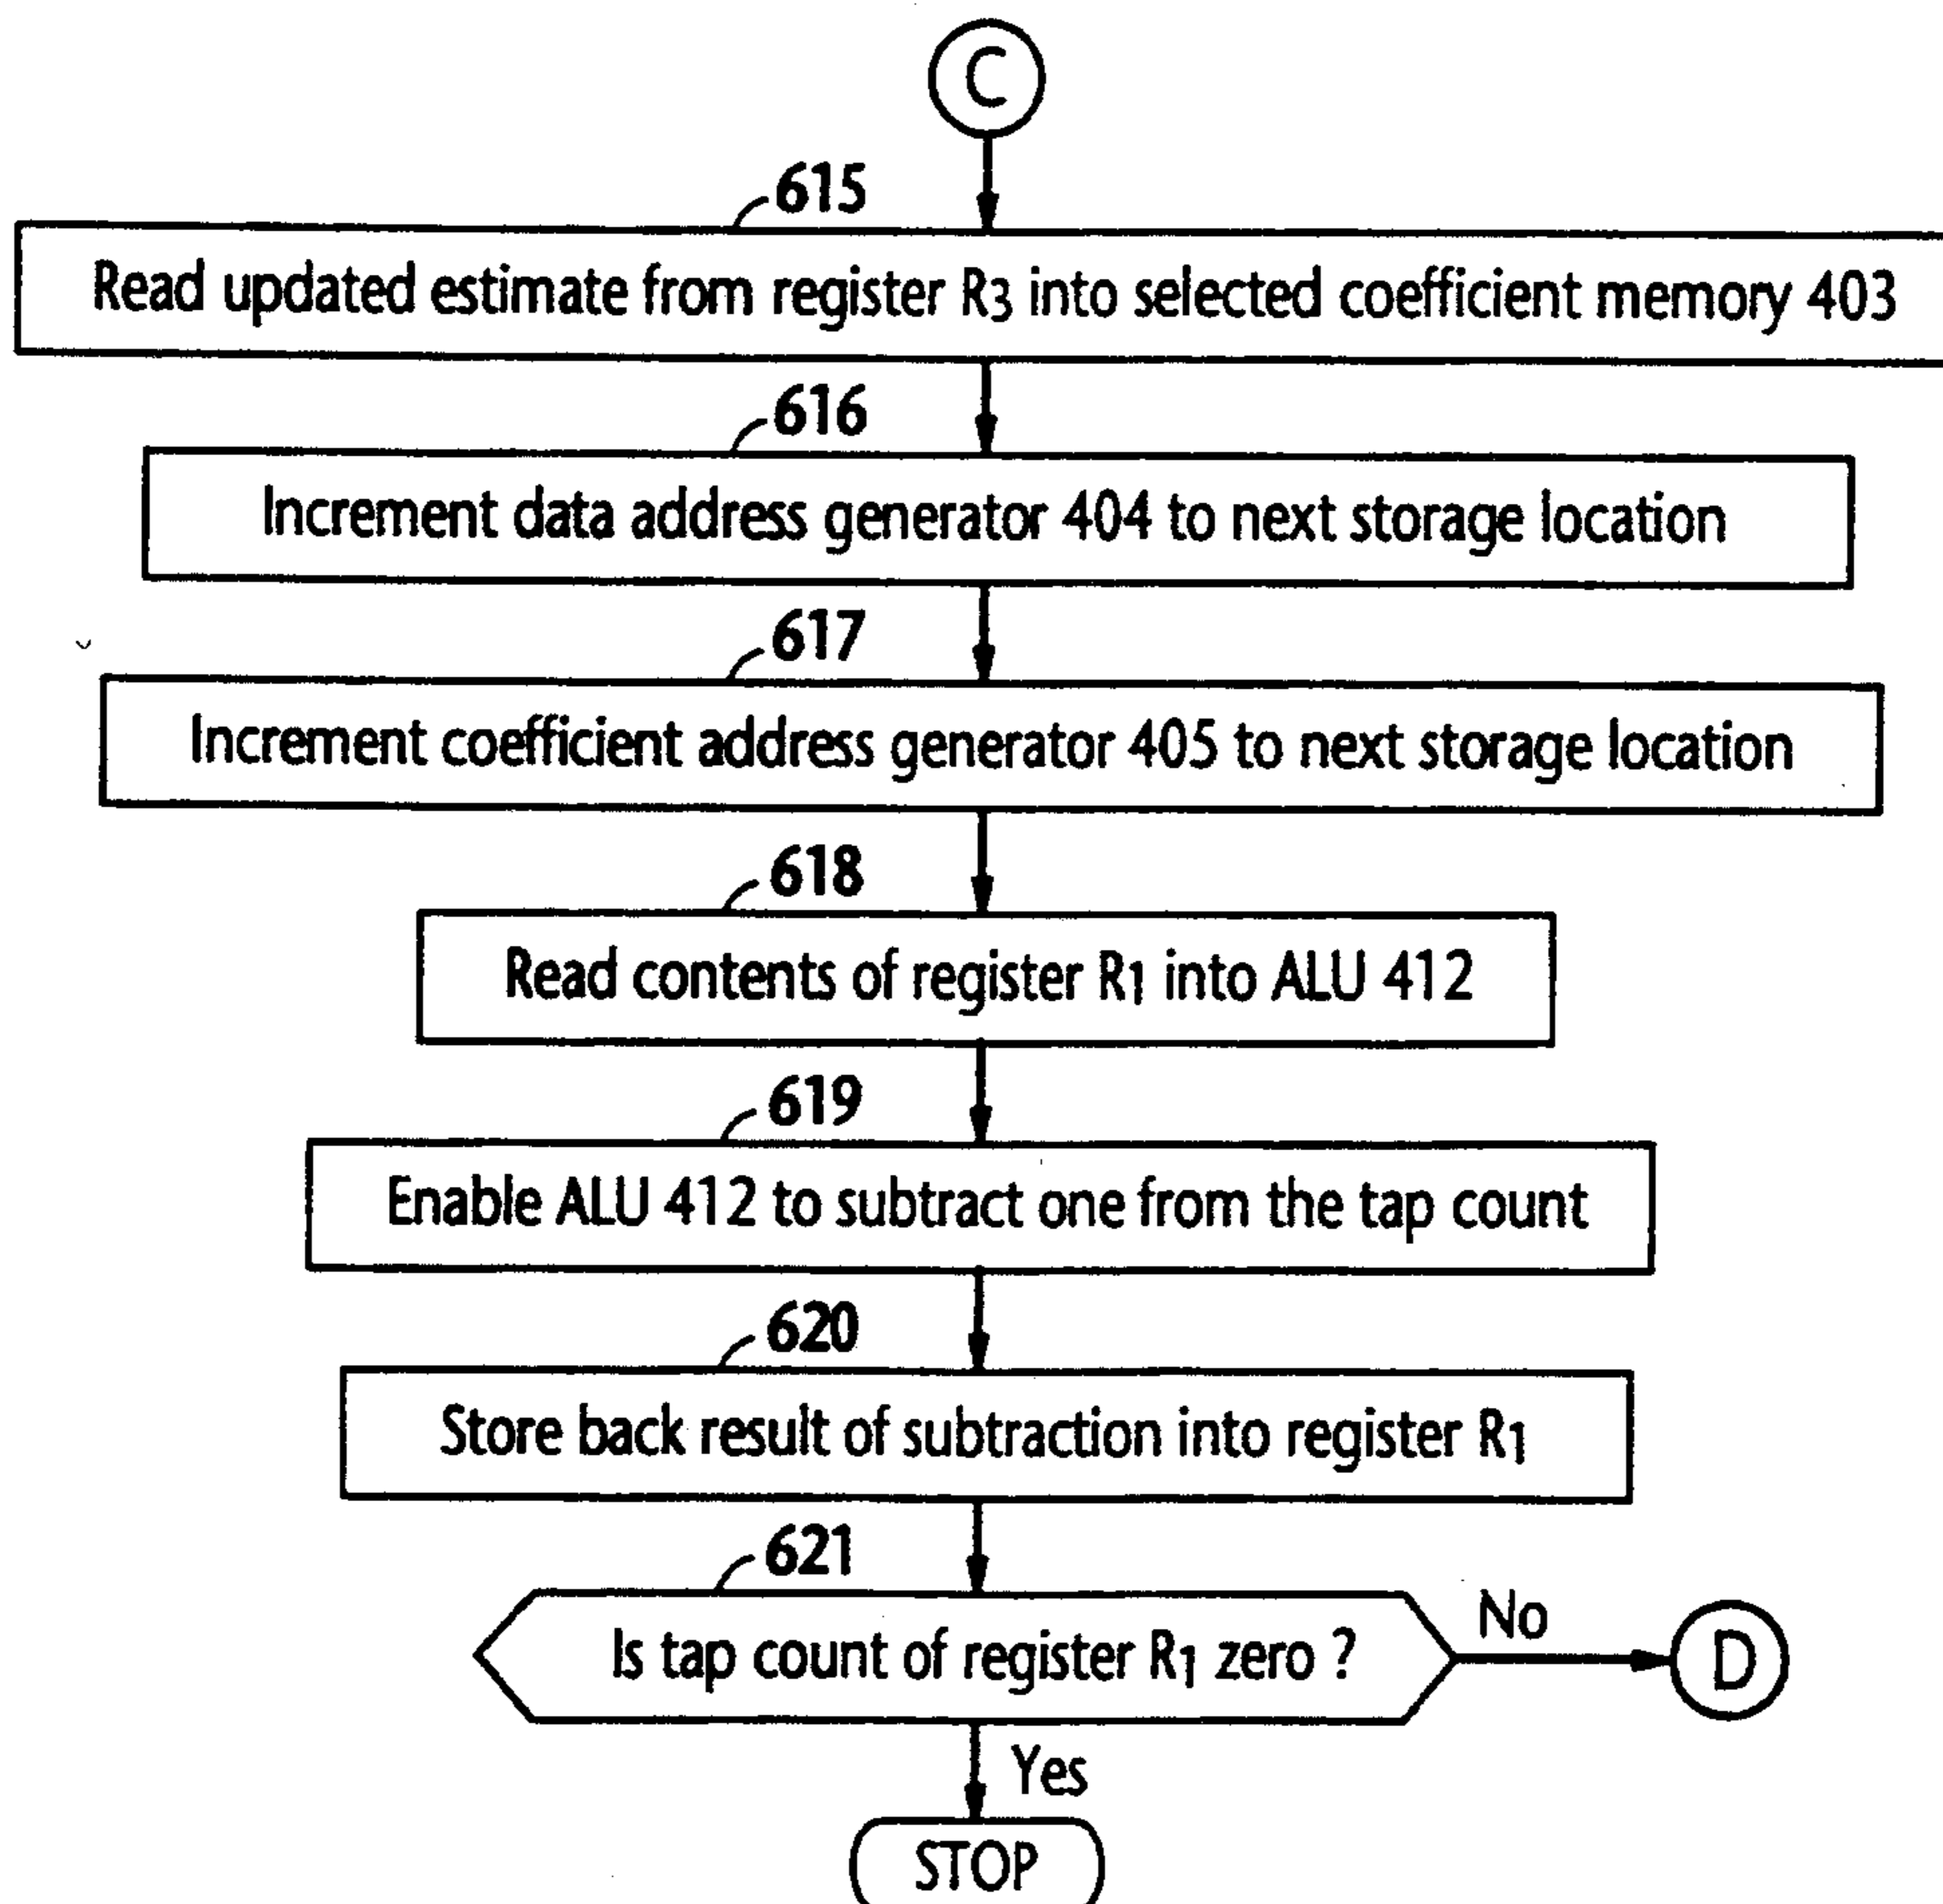 C
615
Read updated estimate from register R3 into selected coefficient memory 403
616
Increment data address generator 404 to next storage location
617
Increment coefficient address generator 405 to next storage location
618
Read contents of register R1 into ALU 412
619
Enable ALU 412 to subtract one from the tap count
620
Store back result of subtraction into register R1
621
Is tap count of register R1 zero ?
No
D
Yes
STOP